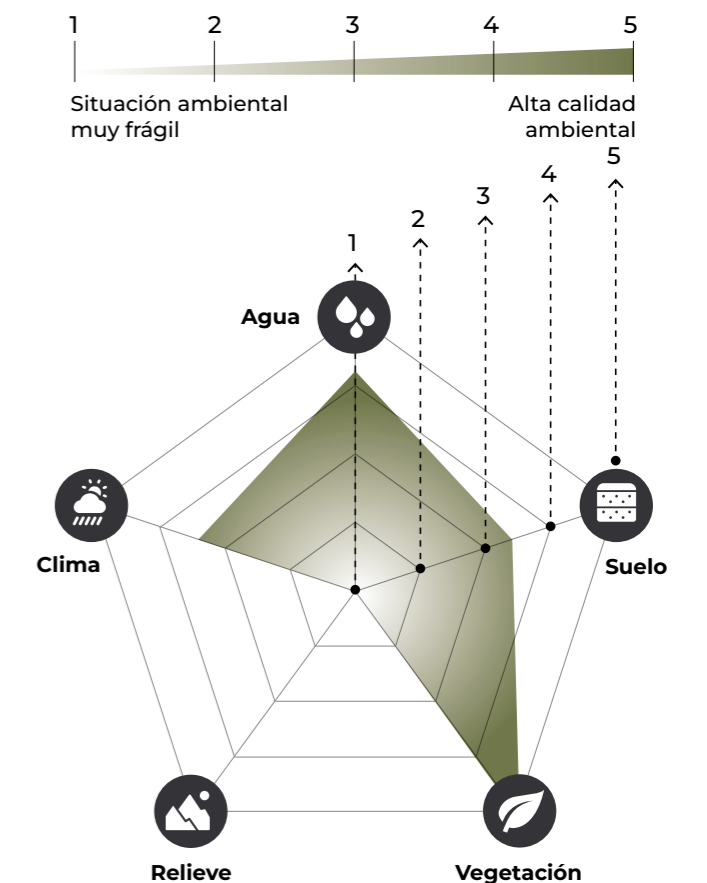 1 2 3 4 5
Situación ambiental
muy frágil
Alta calidad
ambiental
5
4
3
2
1
Agua
Clima
Suelo
Relieve
Vegetación